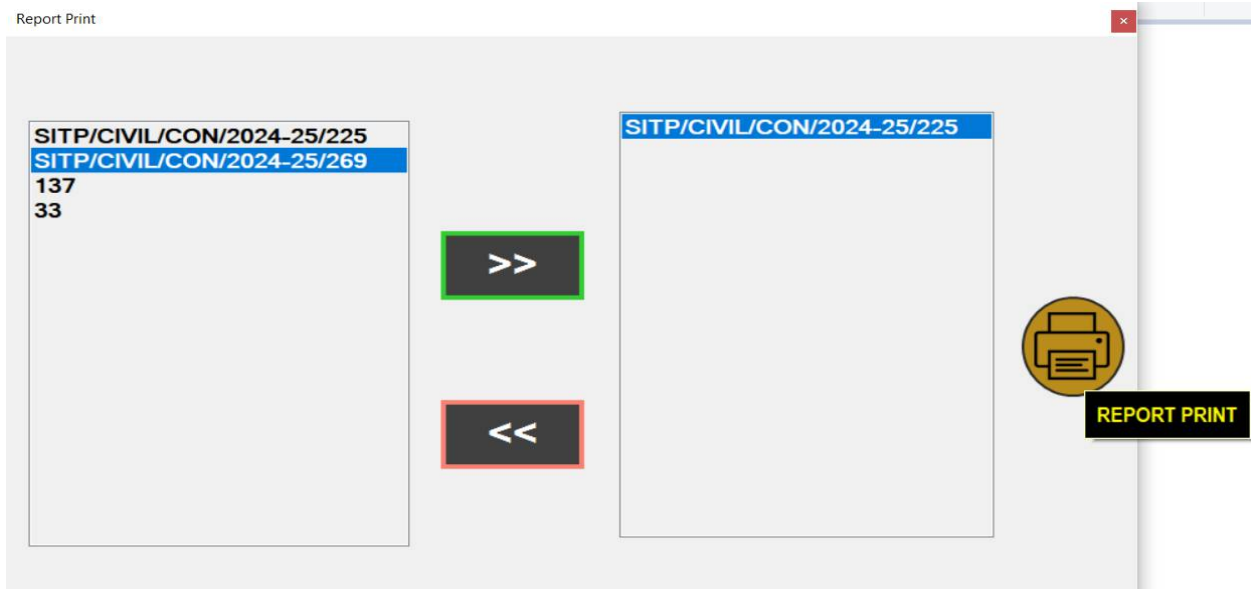 Report Print
SITP/CIVIL/CON/2024-25/225
SITP/CIVIL/CON/2024-25/269
137
33
>>
<<
SITP/CIVIL/CON/2024-25/225
REPORT PRINT